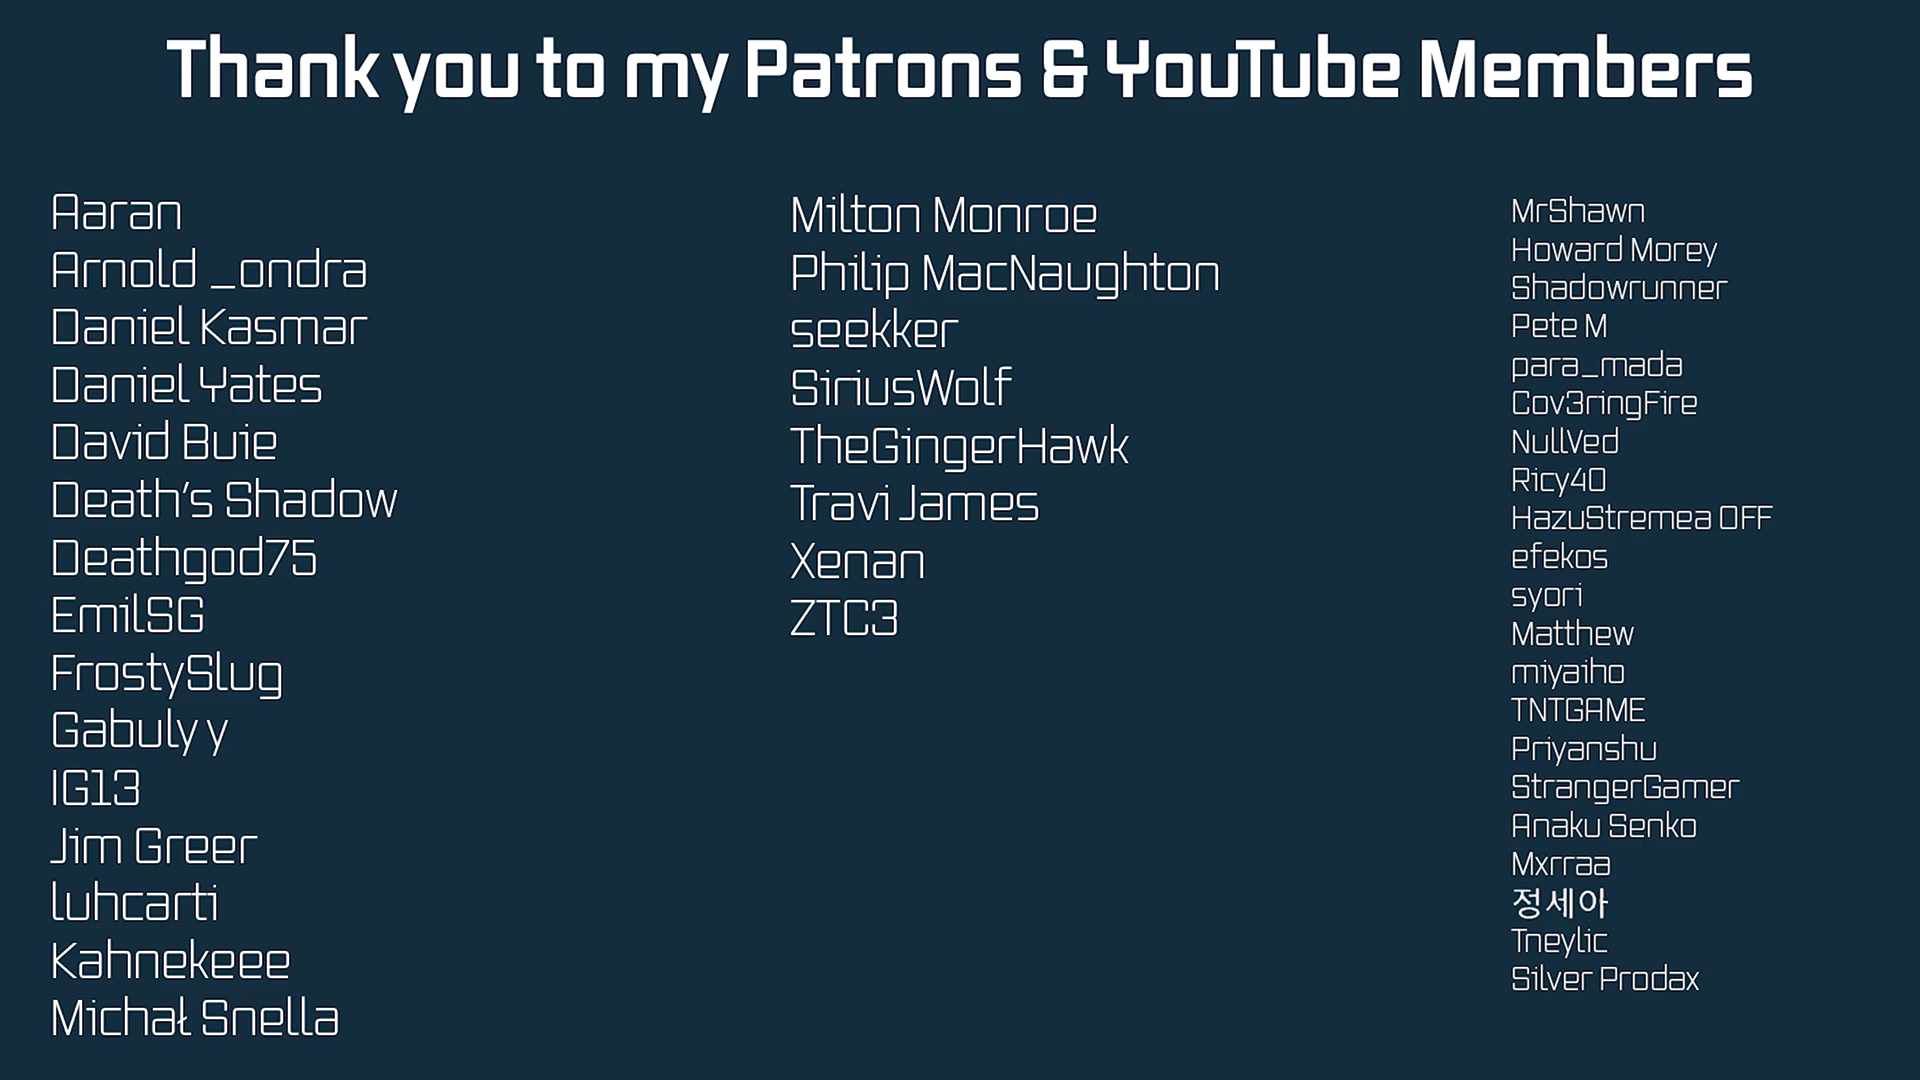 Thank you to my Patrons & YouTube Members
Aaran
Arnold _ondra
Daniel Kasmar
Daniel Yates
David Buie
Death's Shadow
Deathgod75
EmilSG
FrostySlug
Gabuly y
IG13
Jim Greer
luhcarti
Kahnekeee
Michał Snella
Milton Monroe
Philip MacNaughton
seekker
SiriusWolf
TheGingerHawk
Travi James
Xenan
ZTC3
MrShawn
Howard Morey
Shadowrunner
Pete M
para_mada
Cov3ringFire
NullVed
Ricy40
HazuStremea OFF
efekos
syori
Matthew
miyaiho
TNTGAME
Priyanshu
StrangerGamer
Anaku Senko
Mxrraa
정세아
Tneylic
Silver Prodax